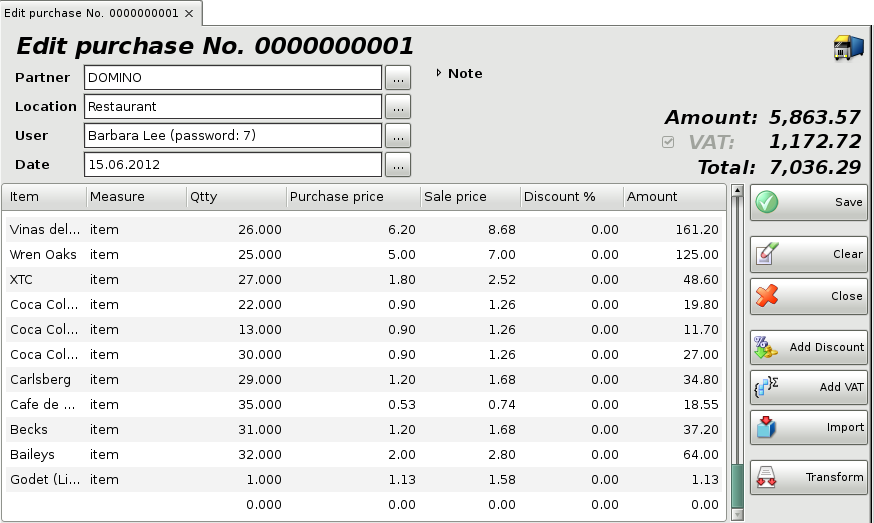 Edit purchase No. 0000000001 ×
Edit purchase No. 0000000001
Partner DOMINO ... Note
Location Restaurant ...
User Barbara Lee (password: 7) ...
Date 15.06.2012 ...
Amount: 5,863.57
VAT: 1,172.72
Total: 7,036.29
Item Measure Qtty Purchase price Sale price Discount % Amount
Vinas del... item 26.000 6.20 8.68 0.00 161.20
Wren Oaks item 25.000 5.00 7.00 0.00 125.00
XTC item 27.000 1.80 2.52 0.00 48.60
Coca Col... item 22.000 0.90 1.26 0.00 19.80
Coca Col... item 13.000 0.90 1.26 0.00 11.70
Coca Col... item 30.000 0.90 1.26 0.00 27.00
Carlsberg item 29.000 1.20 1.68 0.00 34.80
Cafe de ... item 35.000 0.53 0.74 0.00 18.55
Becks item 31.000 1.20 1.68 0.00 37.20
Baileys item 32.000 2.00 2.80 0.00 64.00
Godet (Li... item 1.000 1.13 1.58 0.00 1.13
0.000 0.00 0.00 0.00 0.00
Save
Clear
Close
Add Discount
Add VAT
Import
Transform